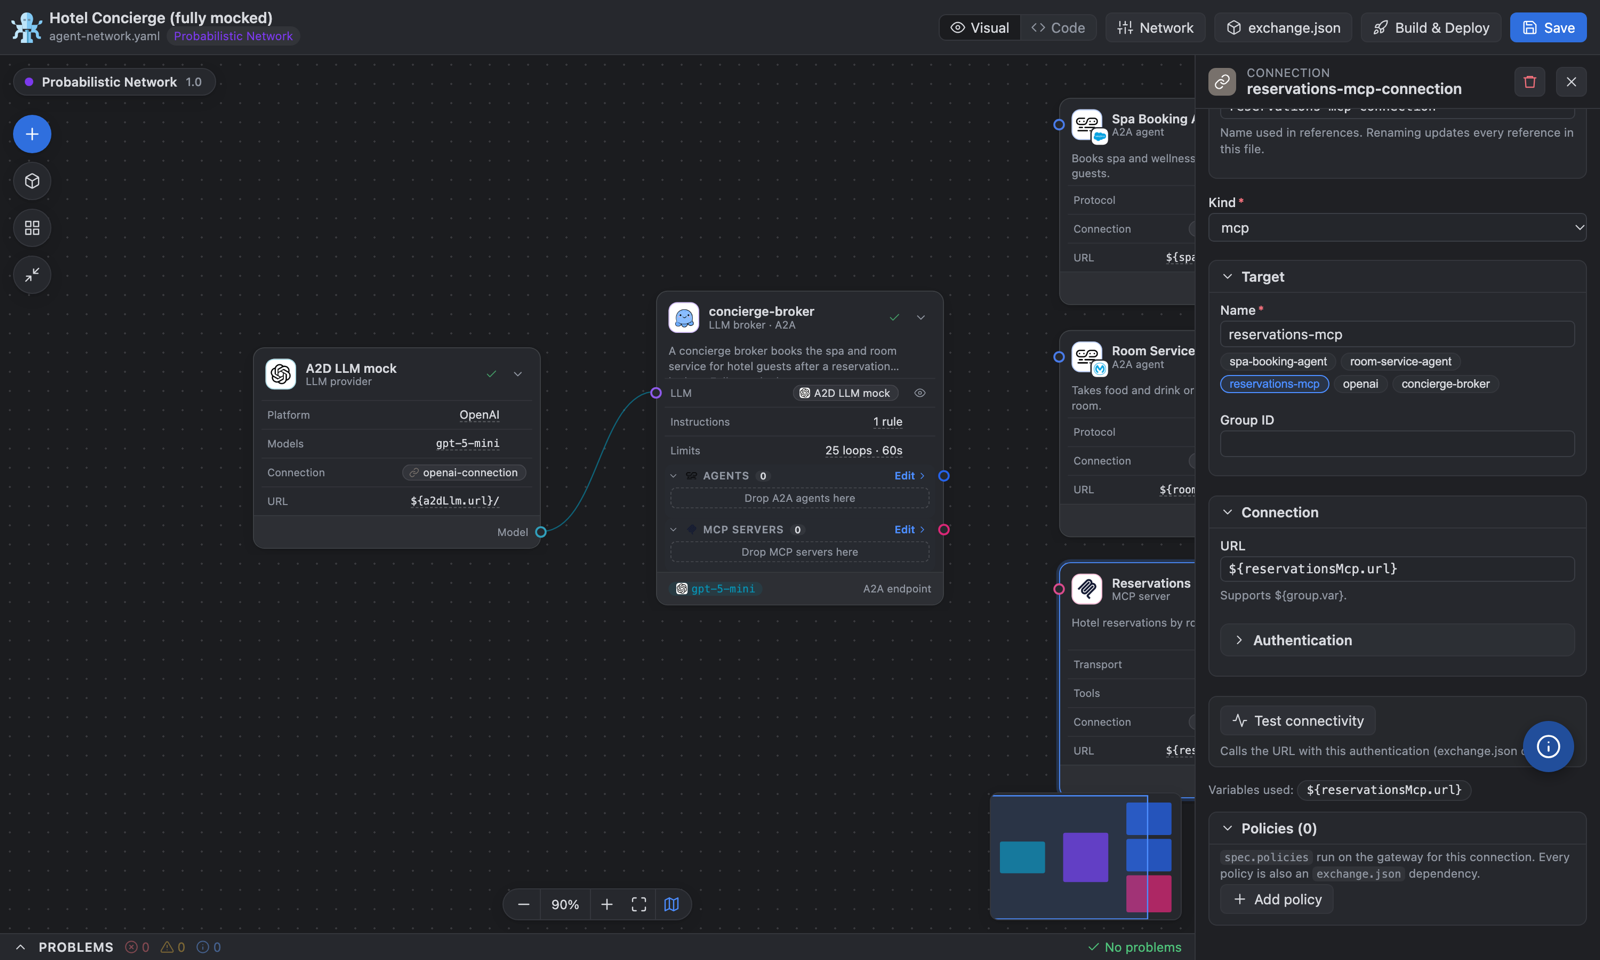 Hotel Concierge (fully mocked)
agent-network.yaml Probabilistic Network
Visual
Code
Network
exchange.json
Build & Deploy
Save
Probabilistic Network 1.0
A2D LLM mock
LLM provider
Platform OpenAI
Models gpt-5-mini
Connection openai-connection
URL ${a2dLlm.url}/
Model
concierge-broker
LLM broker · A2A
A concierge broker books the spa and room
service for hotel guests after a reservation...
LLM A2D LLM mock
Instructions 1 rule
Limits 25 loops · 60s
AGENTS 0 Edit
Drop A2A agents here
MCP SERVERS 0 Edit
Drop MCP servers here
gpt-5-mini A2A endpoint
Spa Booking A
A2A agent
Books spa and wellness
guests.
Protocol
Connection
URL ${spa
Room Service
A2A agent
Takes food and drink or
room.
Protocol
Connection
URL ${room
Reservations
MCP server
Hotel reservations by ro
Transport
Tools
Connection
URL ${res
90%
PROBLEMS 0 0 0
No problems
CONNECTION
reservations-mcp-connection
reservations-mcp-connection
Name used in references. Renaming updates every reference in
this file.
Kind *
mcp
Target
Name *
reservations-mcp
spa-booking-agent room-service-agent
reservations-mcp openai concierge-broker
Group ID
Connection
URL
${reservationsMcp.url}
Supports ${group.var}.
Authentication
Test connectivity
Calls the URL with this authentication (exchange.json
Variables used: ${reservationsMcp.url}
Policies (0)
spec.policies run on the gateway for this connection. Every
policy is also an exchange.json dependency.
Add policy